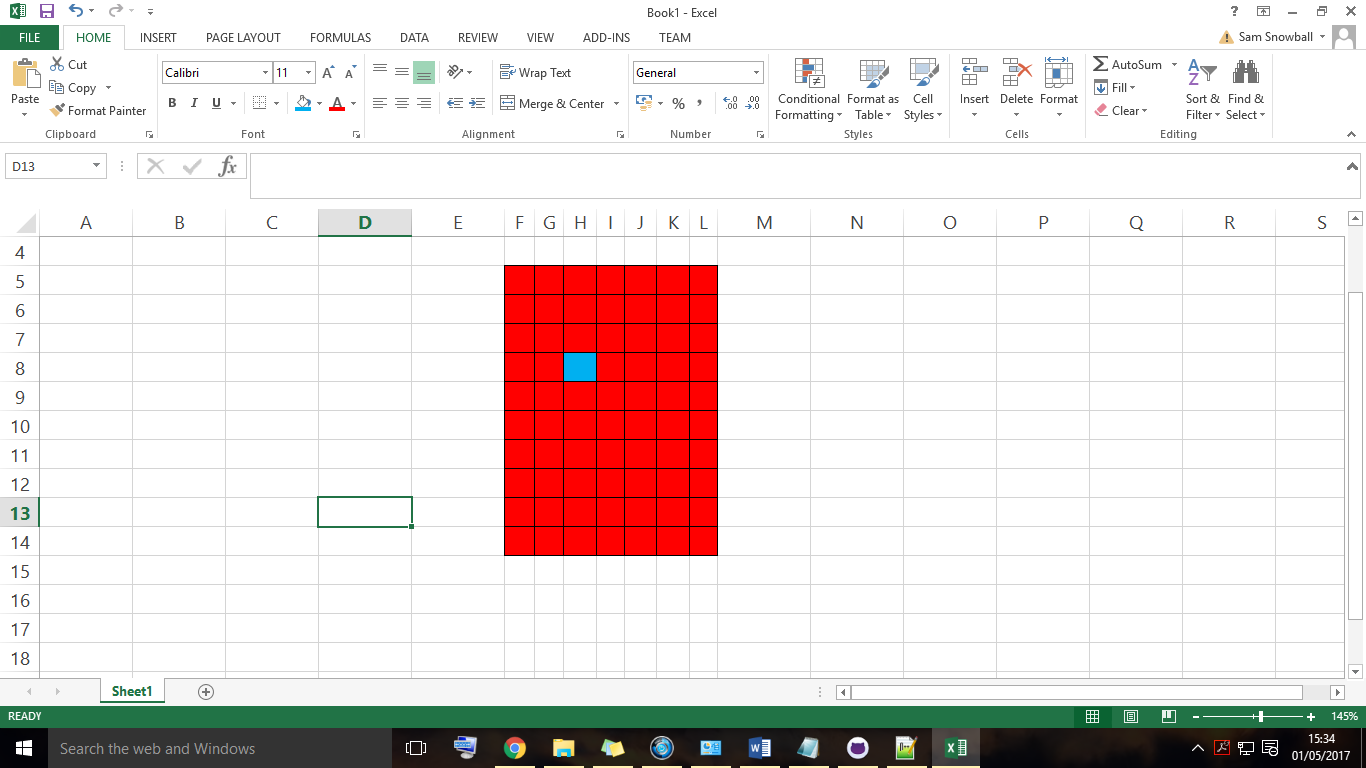 Book1 - Excel
?
FILE HOME INSERT PAGE LAYOUT FORMULAS DATA REVIEW VIEW ADD-INS TEAM Sam Snowball
Paste
Cut
Copy
Format Painter
Clipboard
Calibri 11 A A
B I U A
Font
Wrap Text
Merge & Center
Alignment
General
% , .0 .00 .00 .0
Number
Conditional Formatting
Format as Table
Cell Styles
Styles
Insert
Delete
Format
Cells
AutoSum
Fill
Clear
Sort & Filter
Find & Select
Editing
D13 fx
A B C D E F G H I J K L M N O P Q R S
4
5
6
7
8
9
10
11
12
13
14
15
16
17
18
Sheet1
READY 145%
Search the web and Windows
15:34
01/05/2017